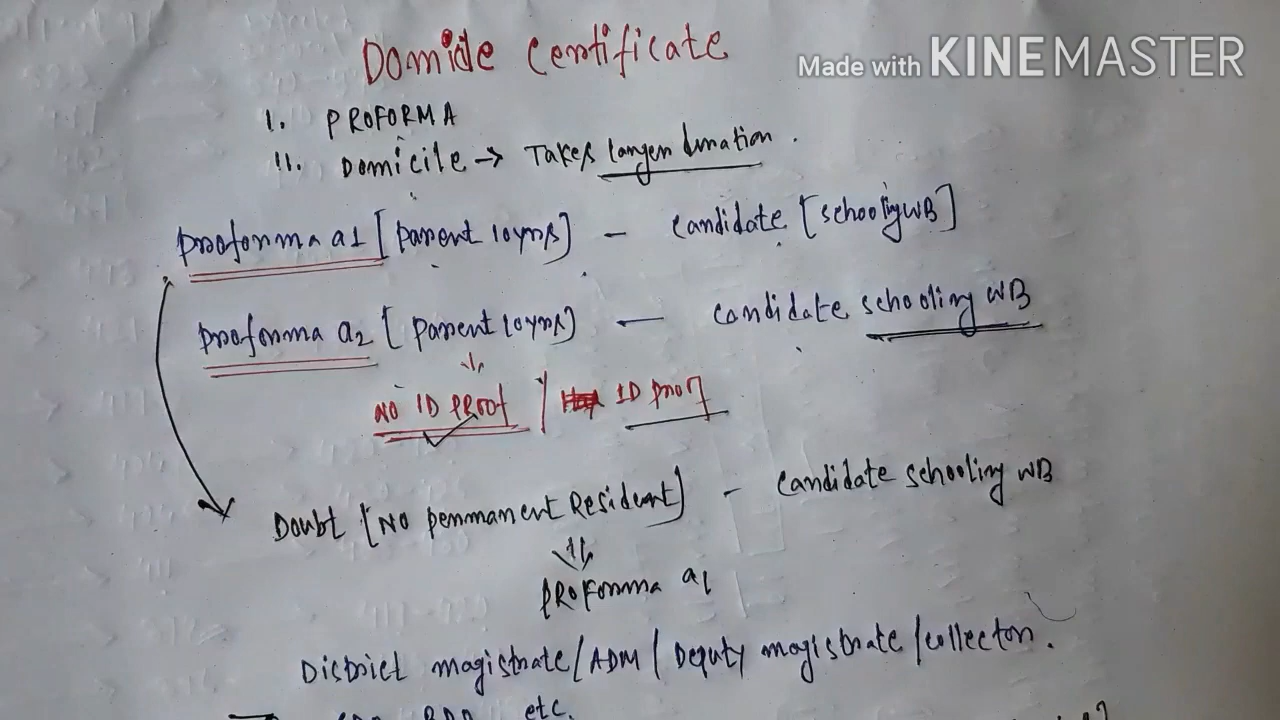 Domicile Certificate
Made with KINEMASTER
I. PROFORMA
II. DOMICILE → Takes longer duration.
proforma a1 [parent 10yrs] - candidate [schooling WB]
proforma a2 [parent 10yrs] — candidate schooling WB
NO ID PROOF / ID proof
Doubt [NO permanent Resident] - candidate schooling WB
PROFORMA a1
District magistrate/ADM/Deputy magistrate/collector.
BDO etc.